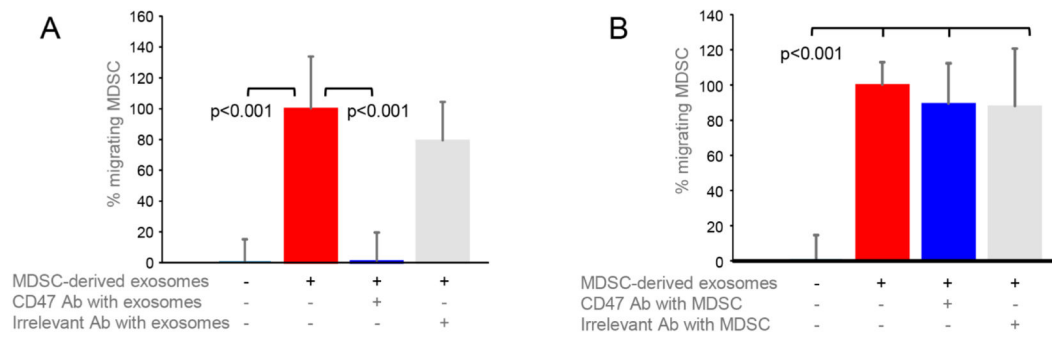 A
% migrating MDSC
160
140
120
100
80
60
40
20
0
p<0.001
p<0.001
MDSC-derived exosomes - + + +
CD47 Ab with exosomes - - + -
Irrelevant Ab with exosomes - - - +
B
% migrating MDSC
140
120
100
80
60
40
20
0
p<0.001
MDSC-derived exosomes - + + +
CD47 Ab with MDSC - - + -
Irrelevant Ab with MDSC - - - +